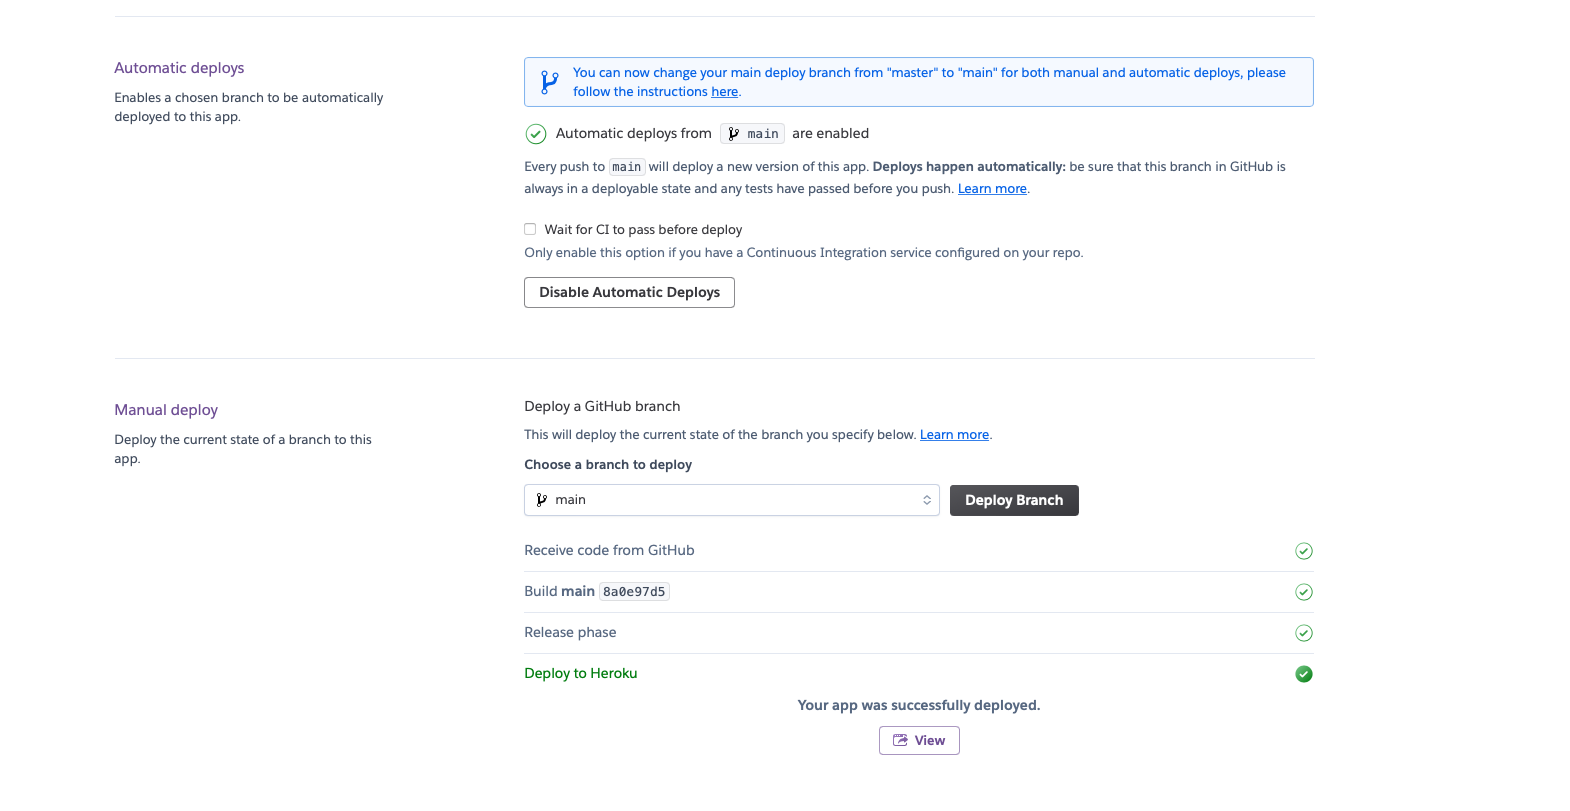 Automatic deploys
Enables a chosen branch to be automatically
deployed to this app.
You can now change your main deploy branch from "master" to "main" for both manual and automatic deploys, please
follow the instructions here.
Automatic deploys from main are enabled
Every push to main will deploy a new version of this app. Deploys happen automatically: be sure that this branch in GitHub is
always in a deployable state and any tests have passed before you push. Learn more.
Wait for CI to pass before deploy
Only enable this option if you have a Continuous Integration service configured on your repo.
Disable Automatic Deploys
Manual deploy
Deploy the current state of a branch to this
app.
Deploy a GitHub branch
This will deploy the current state of the branch you specify below. Learn more.
Choose a branch to deploy
main
Deploy Branch
Receive code from GitHub
Build main 8a0e97d5
Release phase
Deploy to Heroku
Your app was successfully deployed.
View